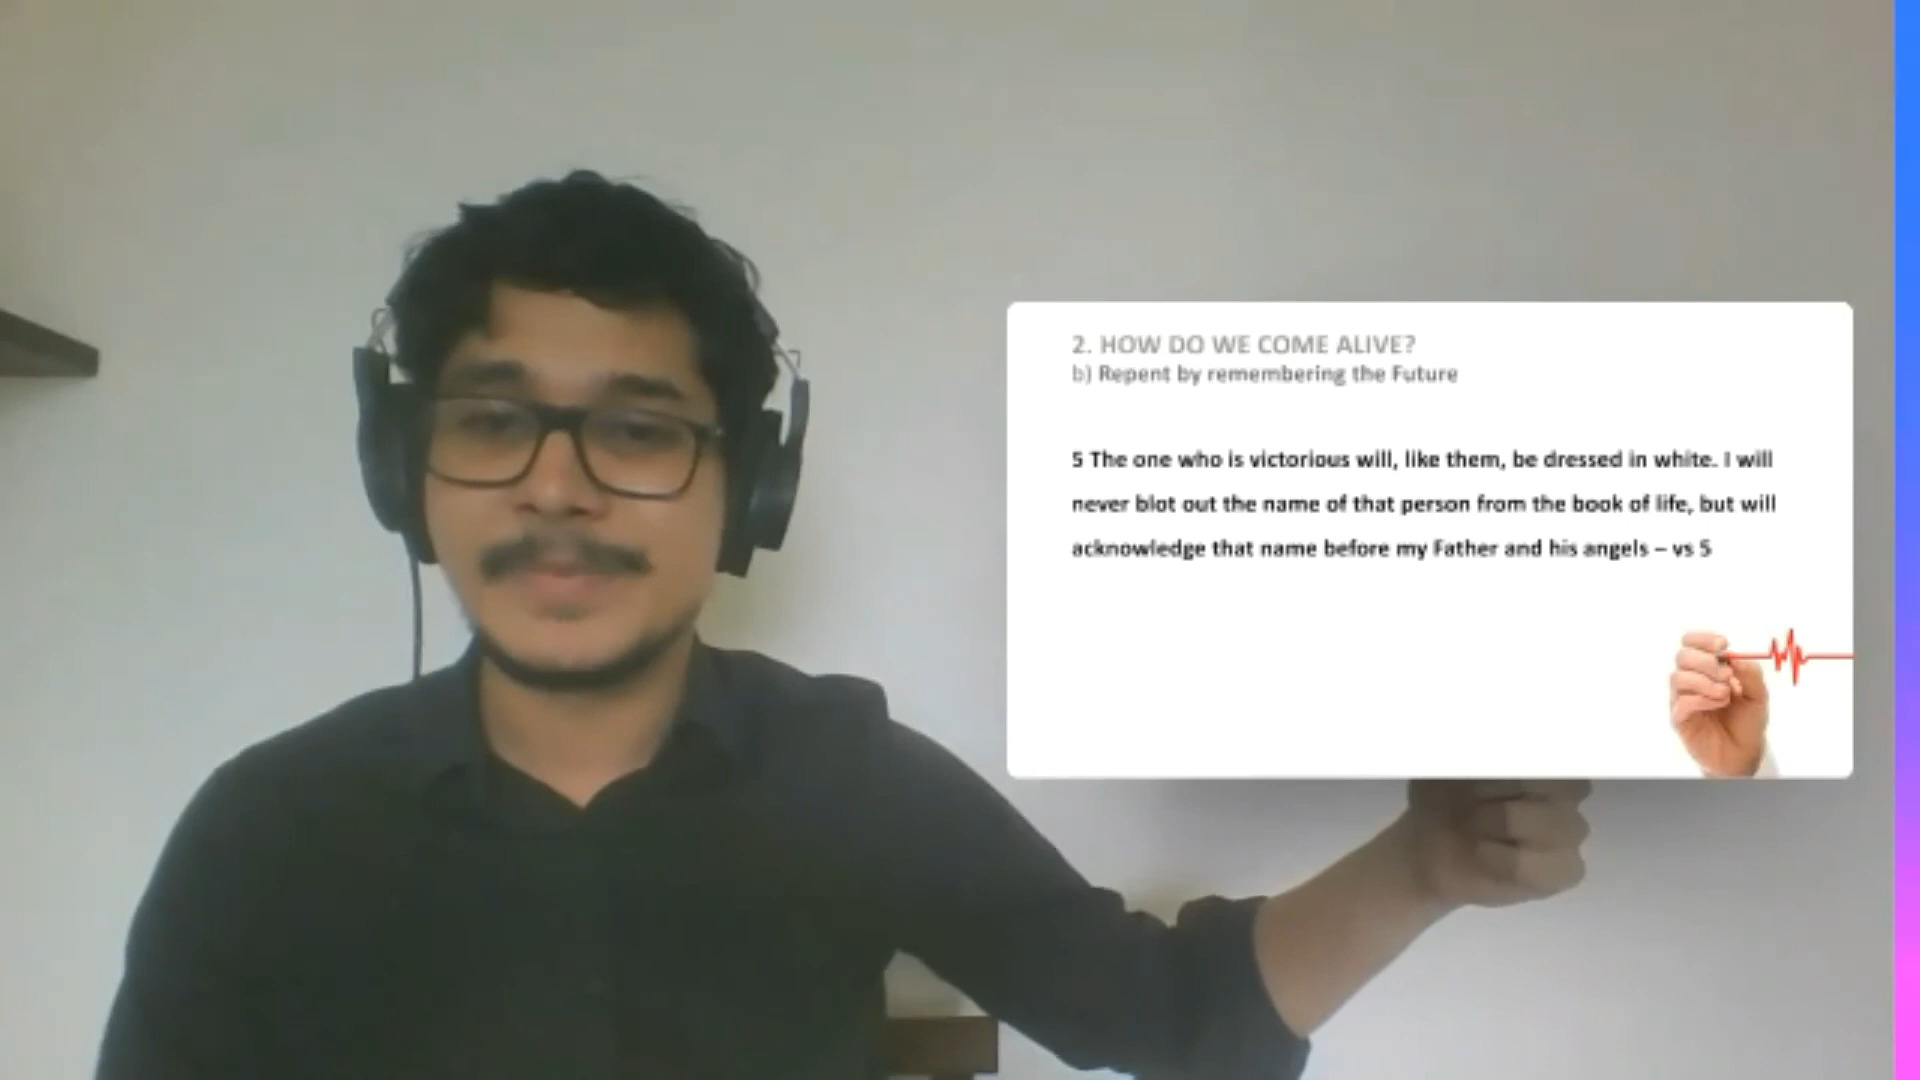 2. HOW DO WE COME ALIVE?
b) Repent by remembering the Future
5 The one who is victorious will, like them, be dressed in white. I will
never blot out the name of that person from the book of life, but will
acknowledge that name before my Father and his angels – vs 5